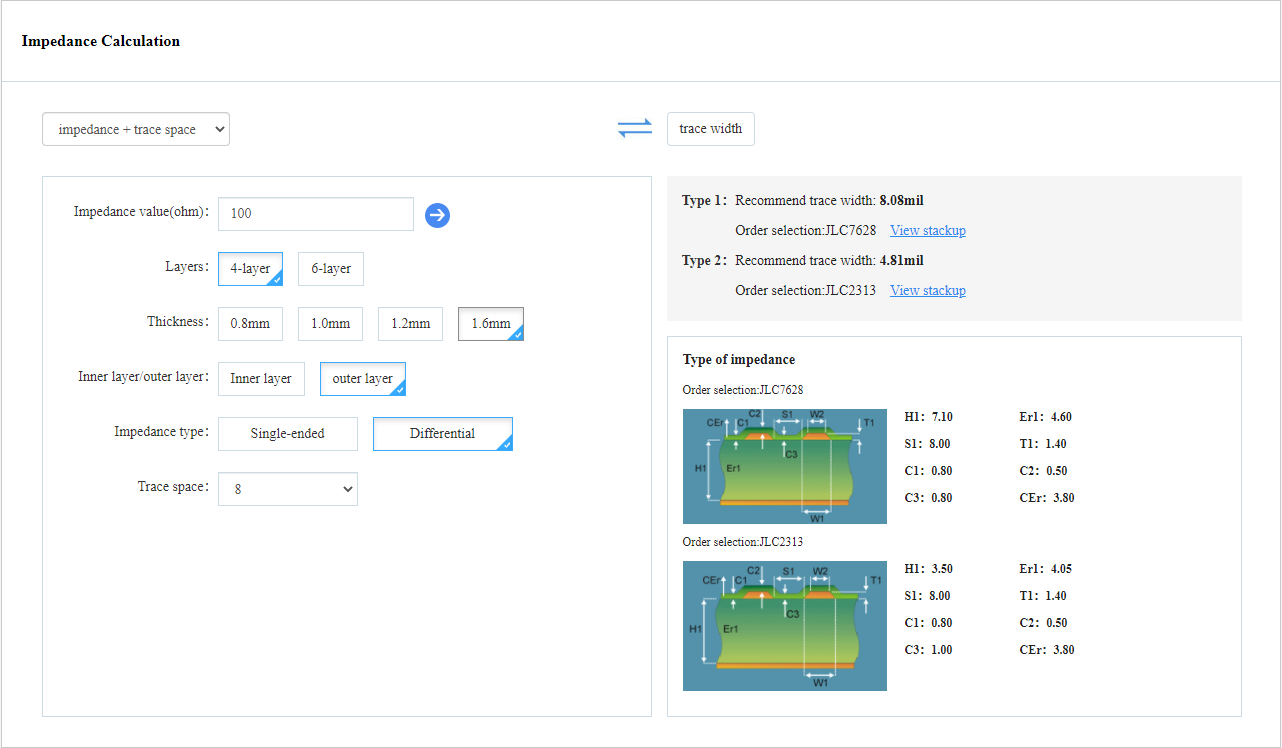 Impedance Calculation
impedance + trace space
trace width
Impedance value(ohm):
100
Layers:
4-layer
6-layer
Thickness:
0.8mm
1.0mm
1.2mm
1.6mm
Inner layer/outer layer:
Inner layer
outer layer
Impedance type:
Single-ended
Differential
Trace space:
8
Type 1: Recommend trace width: 8.08mil
Order selection:JLC7628 View stackup
Type 2: Recommend trace width: 4.81mil
Order selection:JLC2313 View stackup
Type of impedance
Order selection:JLC7628
CEr C1 C2 S1 W2 T1
C3
H1 Er1
W1
H1: 7.10 Er1: 4.60
S1: 8.00 T1: 1.40
C1: 0.80 C2: 0.50
C3: 0.80 CEr: 3.80
Order selection:JLC2313
CEr C1 C2 S1 W2 T1
C3
H1 Er1
W1
H1: 3.50 Er1: 4.05
S1: 8.00 T1: 1.40
C1: 0.80 C2: 0.50
C3: 1.00 CEr: 3.80